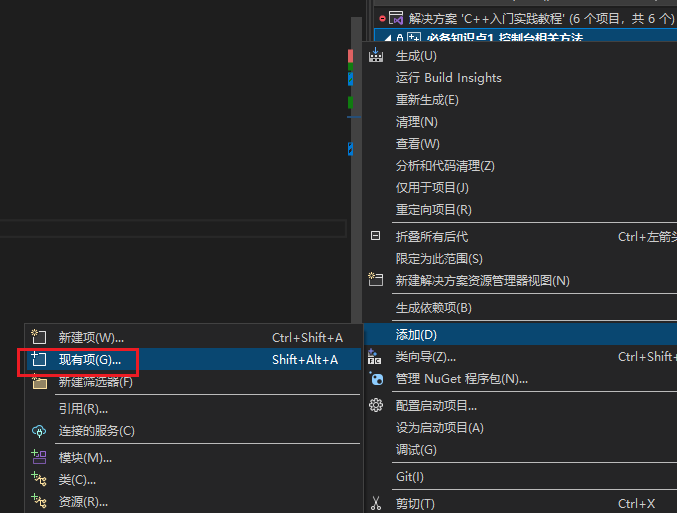 解决方案 'C++入门实践教程' (6 个项目，共 6 个)
必备知识点1 控制台相关方法
生成(U)
运行 Build Insights
重新生成(E)
清理(N)
查看(W)
分析和代码清理(Z)
仅用于项目(J)
重定向项目(R)
折叠所有后代 Ctrl+左箭头
限定为此范围(S)
新建解决方案资源管理器视图(N)
生成依赖项(B)
添加(D)
类向导(Z)... Ctrl+Shift+
管理 NuGet 程序包(N)...
配置启动项目...
设为启动项目(A)
调试(G)
Git(I)
剪切(T) Ctrl+X
新建项(W)... Ctrl+Shift+A
现有项(G)... Shift+Alt+A
新建筛选器(F)
引用(R)...
连接的服务(C)
模块(M)...
类(C)...
资源(R)...